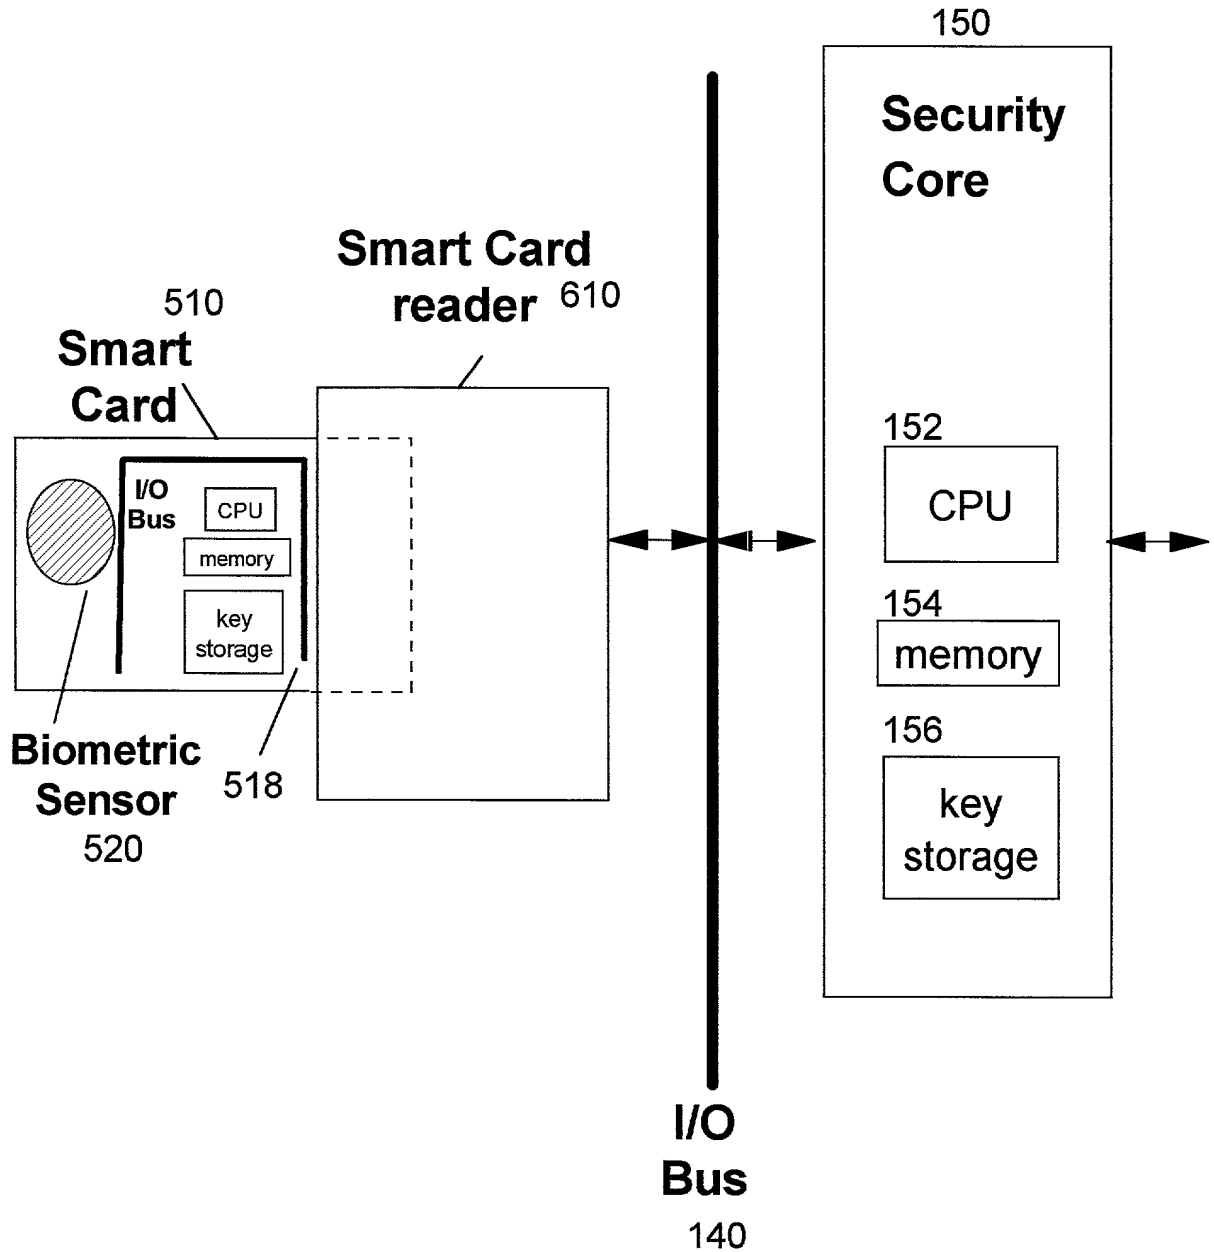 150
Security
Core
Smart Card
reader 610
510
Smart
Card
I/O
Bus
CPU
memory
key
storage
Biometric
Sensor
520
518
152
CPU
154
memory
156
key
storage
I/O
Bus
140